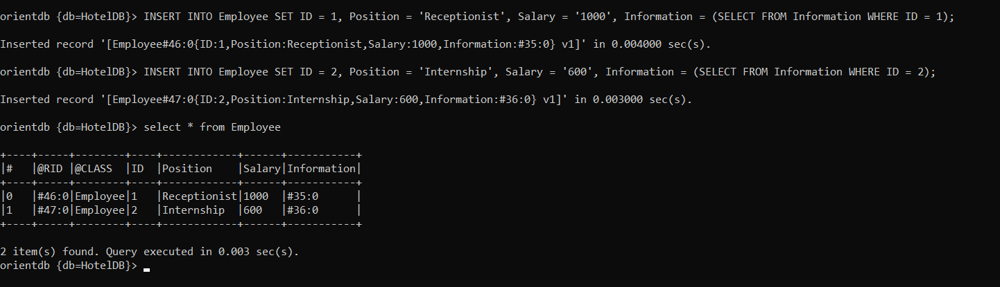 orientdb {db=HotelDB}> INSERT INTO Employee SET ID = 1, Position = 'Receptionist', Salary = '1000', Information = (SELECT FROM Information WHERE ID = 1);
Inserted record '[Employee#46:0{ID:1,Position:Receptionist,Salary:1000,Information:#35:0} v1]' in 0.004000 sec(s).
orientdb {db=HotelDB}> INSERT INTO Employee SET ID = 2, Position = 'Internship', Salary = '600', Information = (SELECT FROM Information WHERE ID = 2);
Inserted record '[Employee#47:0{ID:2,Position:Internship,Salary:600,Information:#36:0} v1]' in 0.003000 sec(s).
orientdb {db=HotelDB}> select * from Employee
+----+-----+--------+----+------------+------+-----------+
|#   |@RID |@CLASS  |ID  |Position    |Salary|Information|
+----+-----+--------+----+------------+------+-----------+
|0   |#46:0|Employee|1   |Receptionist|1000  |#35:0      |
|1   |#47:0|Employee|2   |Internship  |600   |#36:0      |
+----+-----+--------+----+------------+------+-----------+
2 item(s) found. Query executed in 0.003 sec(s).
orientdb {db=HotelDB}>